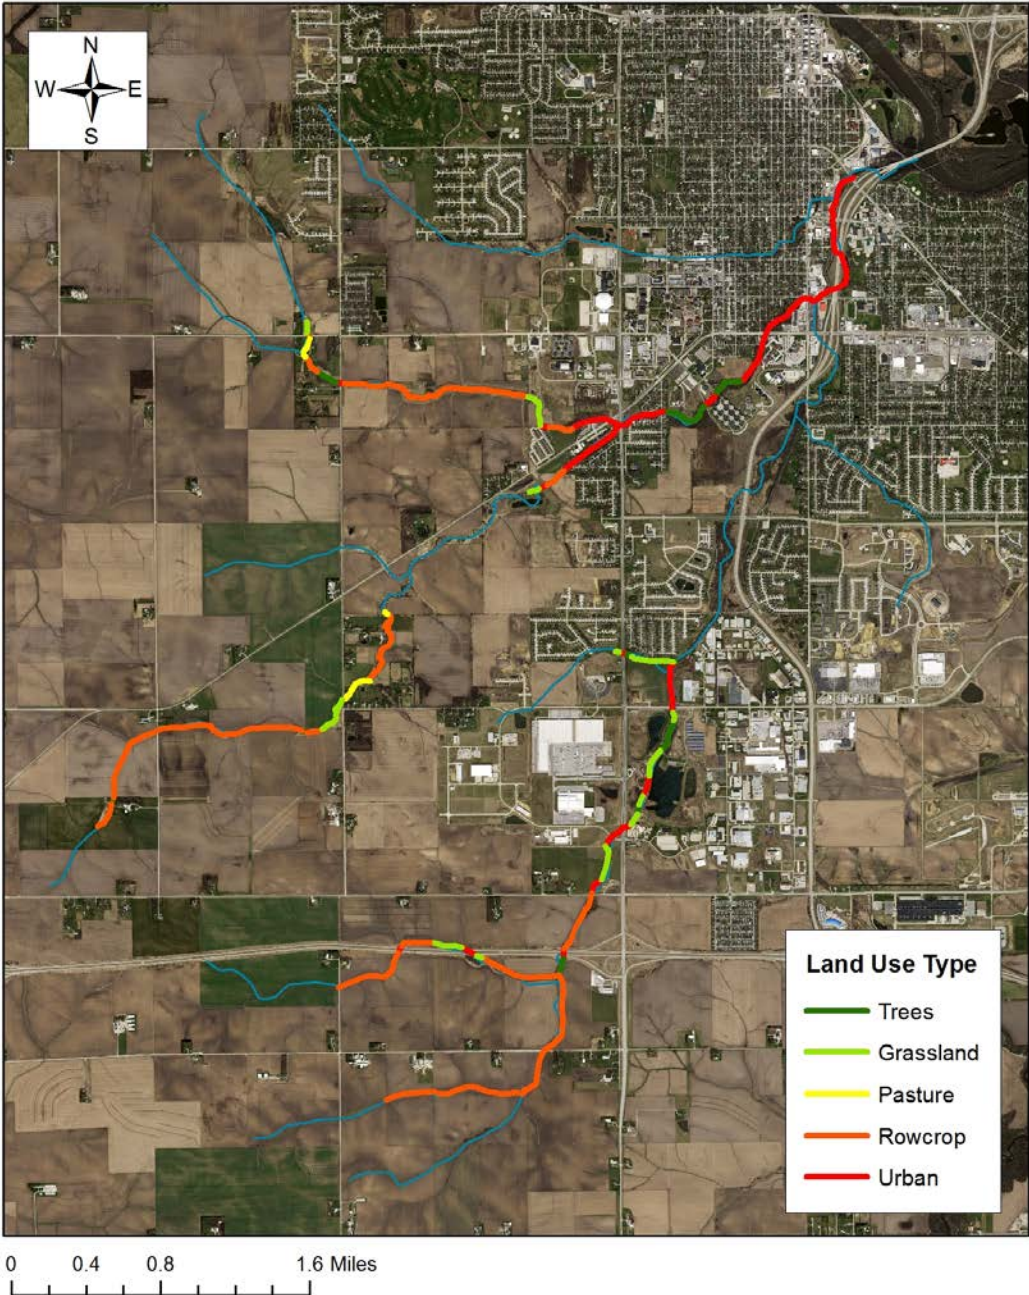 N
W E
S
Land Use Type
Trees
Grassland
Pasture
Rowcrop
Urban
0 0.4 0.8 1.6 Miles